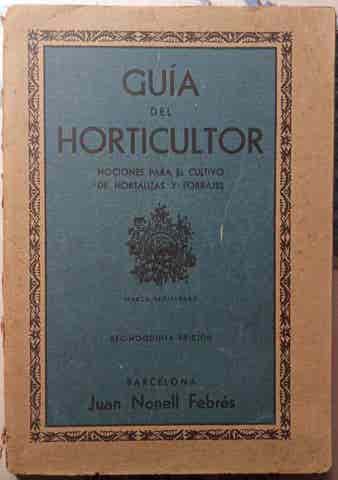 GUÍA
DEL
HORTICULTOR
NOCIONES PARA EL CULTIVO
DE HORTALIZAS Y FORRAJES
MARCA REGISTRADA
DECIMOQUINTA EDICIÓN
BARCELONA
Juan Nonell Febrés